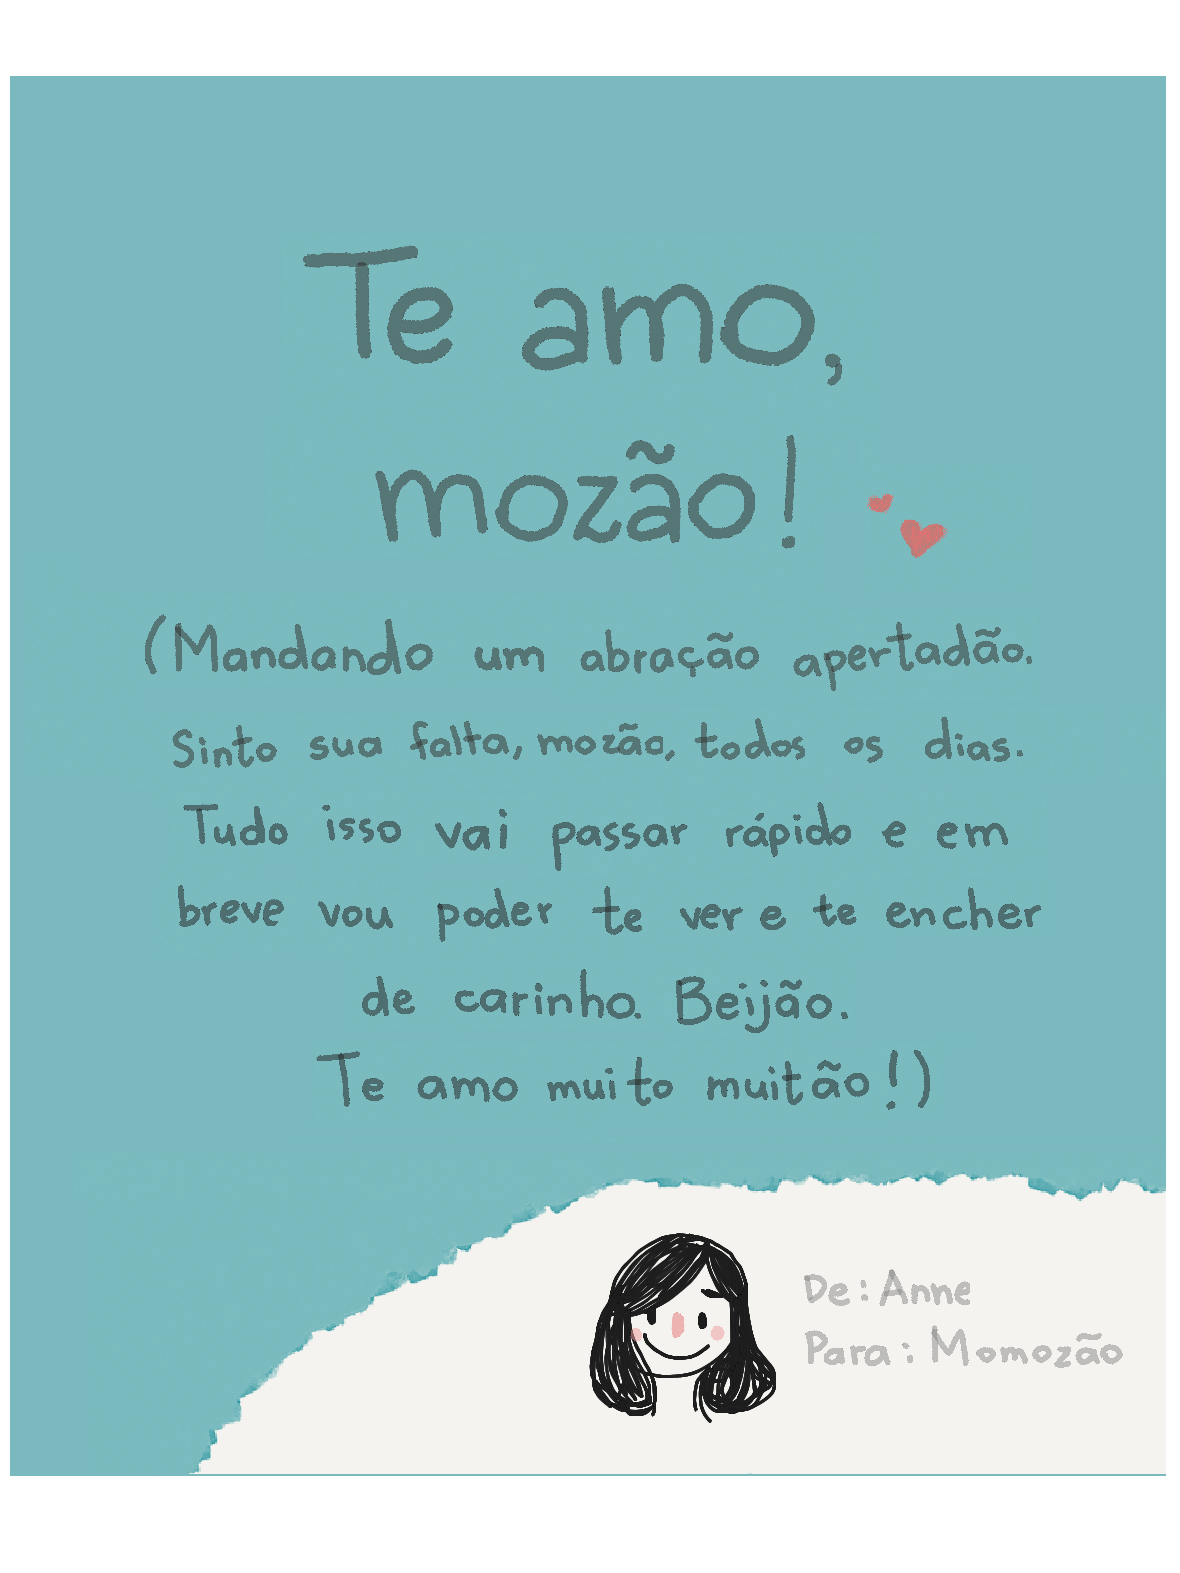 Te amo,
mozão!
(Mandando um abração apertadão.
Sinto sua falta, mozão, todos os dias.
Tudo isso vai passar rápido e em
breve vou poder te ver e te encher
de carinho. Beijão.
Te amo muito muitão!)
De: Anne
Para: Momozão